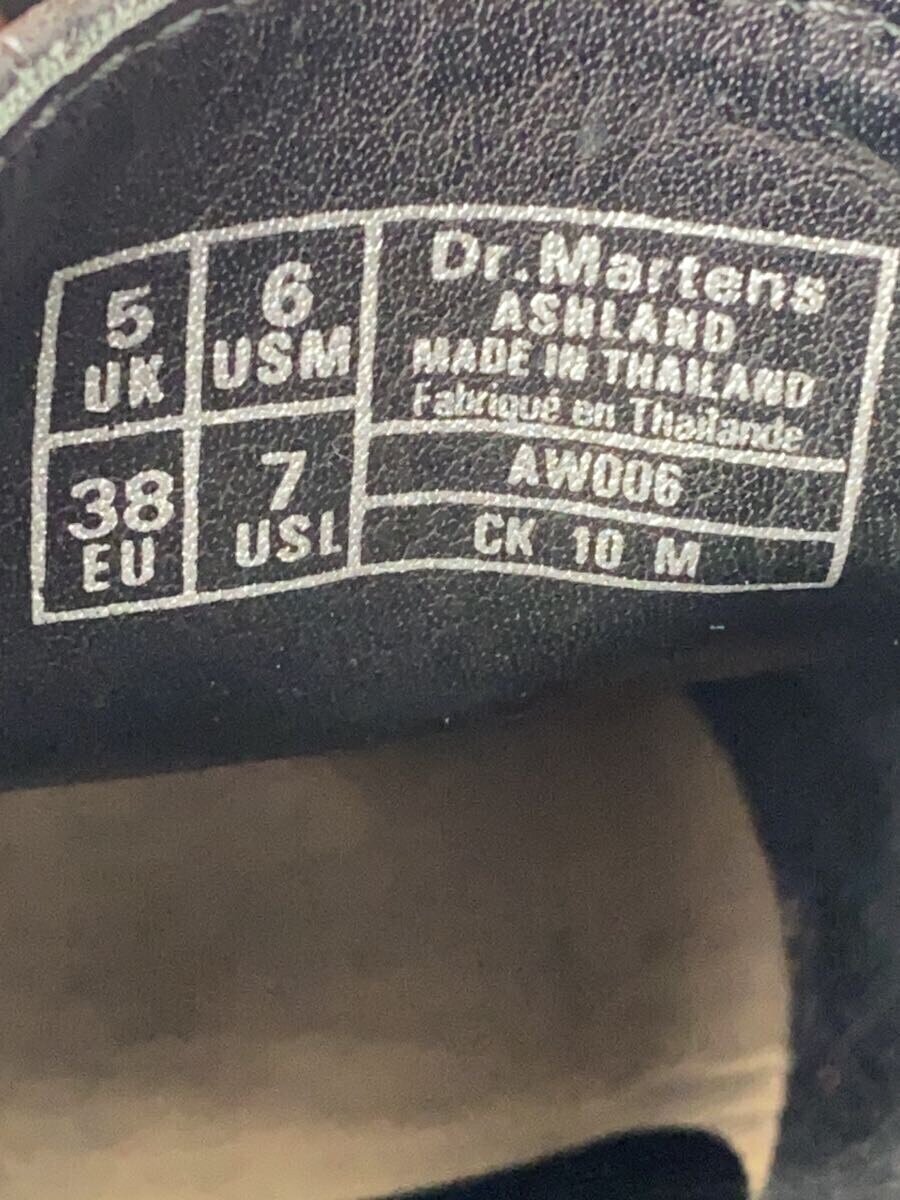 5
UK
6
USM
38
EU
7
USL
Dr.Martens
ASHLAND
MADE IN THAILAND
Fabriqué en Thaïlande
AW006
CK 10 M